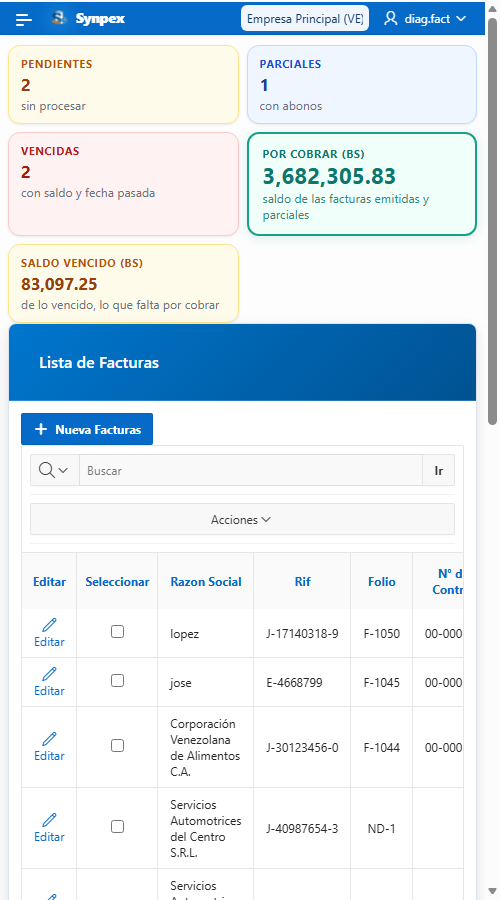 Synpex
Empresa Principal (VE)
diag.fact
PENDIENTES
2
sin procesar
PARCIALES
1
con abonos
VENCIDAS
2
con saldo y fecha pasada
POR COBRAR (BS)
3,682,305.83
saldo de las facturas emitidas y
parciales
SALDO VENCIDO (BS)
83,097.25
de lo vencido, lo que falta por cobrar
Lista de Facturas
Nueva Facturas
Buscar
Ir
Acciones
Editar Seleccionar Razon Social Rif Folio N° d
Contr
Editar lopez J-17140318-9 F-1050 00-000
Editar jose E-4668799 F-1045 00-000
Corporación
Venezolana
de Alimentos
C.A.
Editar J-30123456-0 F-1044 00-000
Servicios
Automotrices
del Centro
S.R.L.
Editar J-40987654-3 ND-1
Servicios